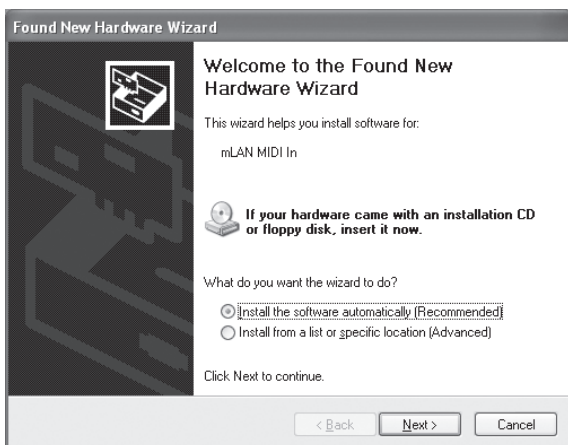 Found New Hardware Wizard
Welcome to the Found New
Hardware Wizard
This wizard helps you install software for:
mLAN MIDI In
If your hardware came with an installation CD
or floppy disk, insert it now.
What do you want the wizard to do?
Install the software automatically (Recommended)
Install from a list or specific location (Advanced)
Click Next to continue.
< Back Next > Cancel